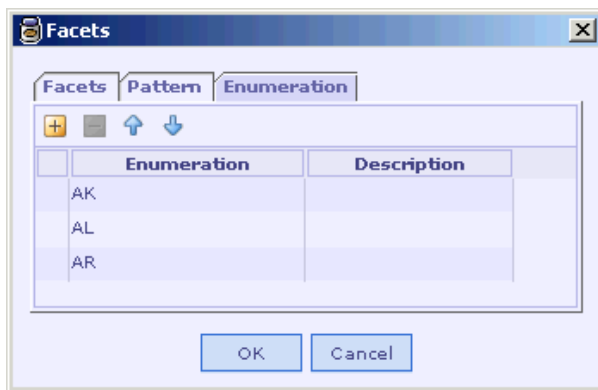 Facets
Facets Pattern Enumeration
Enumeration Description
AK
AL
AR
OK Cancel